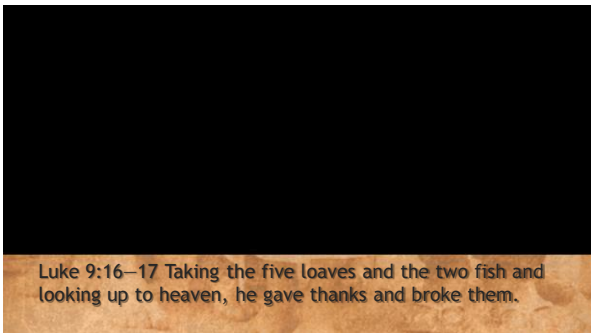 Luke 9:16—17 Taking the five loaves and the two fish and
looking up to heaven, he gave thanks and broke them.